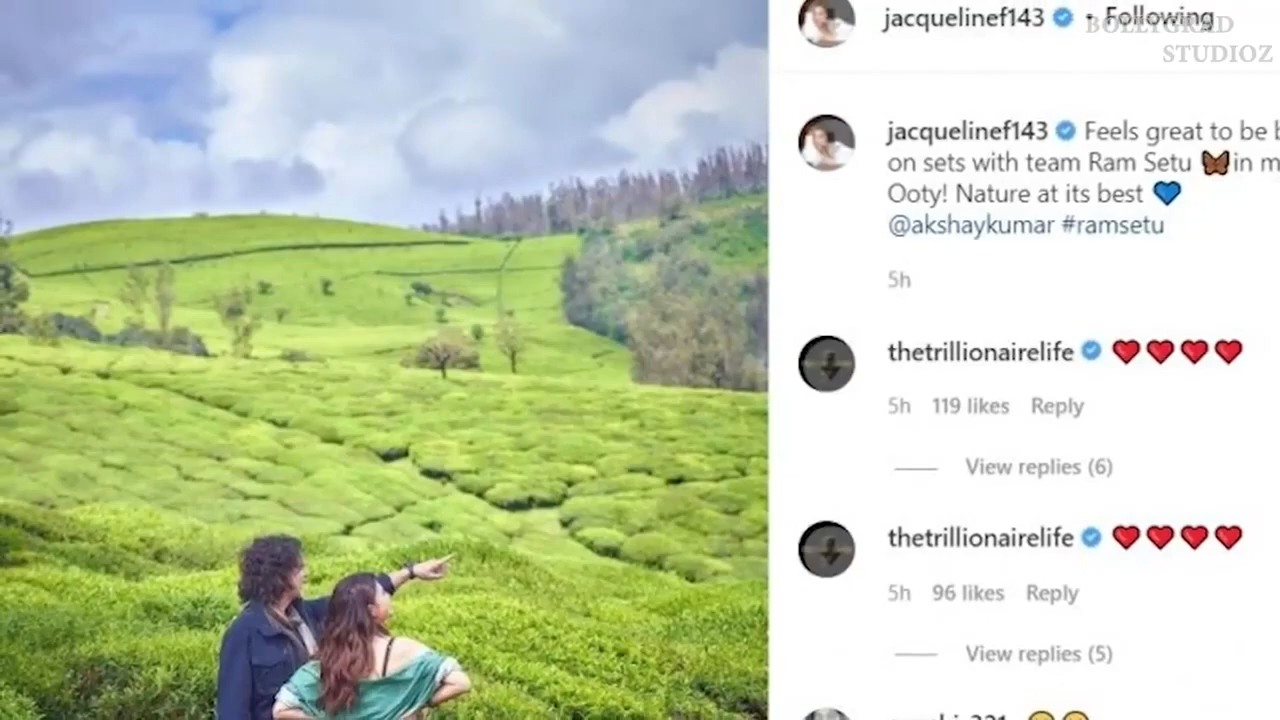 jacquelinef143 • Following
BOLLYGRAD
STUDIOZ
jacquelinef143 Feels great to be b
on sets with team Ram Setu 🦋in m
Ooty! Nature at its best 💙
@akshaykumar #ramsetu
5h
thetrillionairelife ❤️❤️❤️❤️
5h 119 likes Reply
View replies (6)
thetrillionairelife ❤️❤️❤️❤️
5h 96 likes Reply
View replies (5)